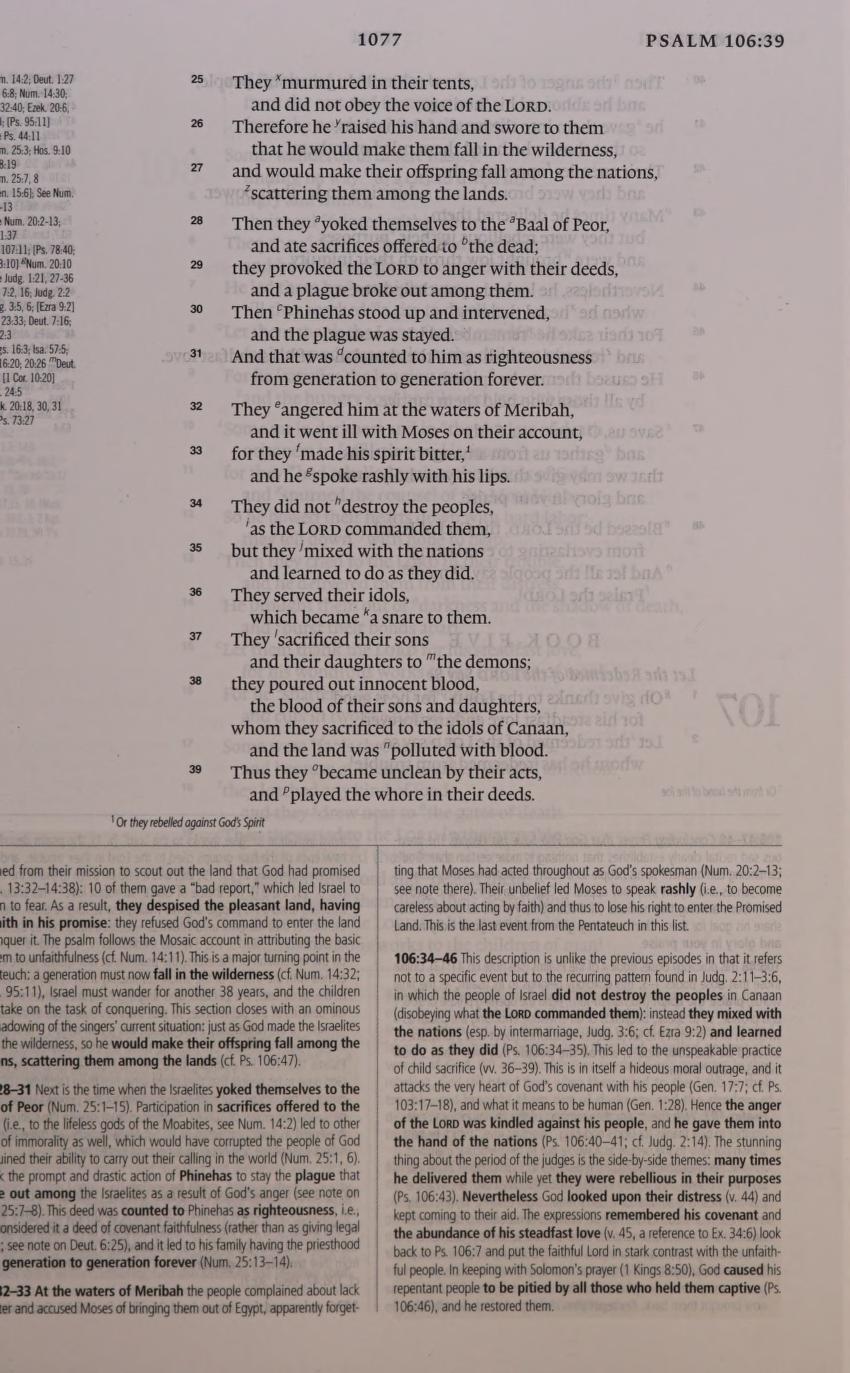 1077
PSALM 106:39
n. 14:2; Deut. 1:27
6:8; Num. 14:30;
32:40; Ezek. 20:6,
; [Ps. 95:11]
Ps. 44:11
m. 25:3; Hos. 9:10
8:19
m. 25:7, 8
n. 15:6]; See Num.
-13
Num. 20:2-13;
1:37
107:11; [Ps. 78:40;
3:10] Num. 20:10
Judg. 1:21, 27-36
7:2, 16; Judg. 2:2
g. 3:5, 6; [Ezra 9:2]
23:33; Deut. 7:16;
2:3
s. 16:3; Isa. 57:5;
16:20; 20:26 ᵐDeut.
[1 Cor. 10:20]
. 24:5
k. 20:18, 30, 31
Ps. 73:27
25 They ˣmurmured in their tents,
and did not obey the voice of the LORD.
26 Therefore he ʸraised his hand and swore to them
that he would make them fall in the wilderness,
27 and would make their offspring fall among the nations,
ᶻscattering them among the lands.
28 Then they ᵃyoked themselves to the ᵃBaal of Peor,
and ate sacrifices offered to ᵇthe dead;
29 they provoked the LORD to anger with their deeds,
and a plague broke out among them.
30 Then ᶜPhinehas stood up and intervened,
and the plague was stayed.
31 And that was ᵈcounted to him as righteousness
from generation to generation forever.
32 They ᵉangered him at the waters of Meribah,
and it went ill with Moses on their account,
33 for they ᶠmade his spirit bitter,¹
and he ᵍspoke rashly with his lips.
34 They did not ʰdestroy the peoples,
ⁱas the LORD commanded them,
35 but they ʲmixed with the nations
and learned to do as they did.
36 They served their idols,
which became ᵏa snare to them.
37 They ˡsacrificed their sons
and their daughters to ᵐthe demons;
38 they poured out innocent blood,
the blood of their sons and daughters,
whom they sacrificed to the idols of Canaan,
and the land was ⁿpolluted with blood.
39 Thus they ᵒbecame unclean by their acts,
and ᵖplayed the whore in their deeds.
¹ Or they rebelled against God's Spirit
ed from their mission to scout out the land that God had promised
. 13:32–14:38): 10 of them gave a “bad report,” which led Israel to
n to fear. As a result, they despised the pleasant land, having
ith in his promise: they refused God's command to enter the land
quer it. The psalm follows the Mosaic account in attributing the basic
em to unfaithfulness (cf. Num. 14:11). This is a major turning point in the
teuch: a generation must now fall in the wilderness (cf. Num. 14:32;
95:11), Israel must wander for another 38 years, and the children
take on the task of conquering. This section closes with an ominous
adowing of the singers' current situation: just as God made the Israelites
the wilderness, so he would make their offspring fall among the
ns, scattering them among the lands (cf. Ps. 106:47).
8–31 Next is the time when the Israelites yoked themselves to the
of Peor (Num. 25:1–15). Participation in sacrifices offered to the
(i.e., to the lifeless gods of the Moabites, see Num. 14:2) led to other
of immorality as well, which would have corrupted the people of God
uined their ability to carry out their calling in the world (Num. 25:1, 6).
the prompt and drastic action of Phinehas to stay the plague that
e out among the Israelites as a result of God's anger (see note on
25:7–8). This deed was counted to Phinehas as righteousness, i.e.,
onsidered it a deed of covenant faithfulness (rather than as giving legal
; see note on Deut. 6:25), and it led to his family having the priesthood
generation to generation forever (Num. 25:13–14).
2–33 At the waters of Meribah the people complained about lack
ter and accused Moses of bringing them out of Egypt, apparently forget-
ting that Moses had acted throughout as God's spokesman (Num. 20:2–13;
see note there). Their unbelief led Moses to speak rashly (i.e., to become
careless about acting by faith) and thus to lose his right to enter the Promised
Land. This is the last event from the Pentateuch in this list.
106:34–46 This description is unlike the previous episodes in that it refers
not to a specific event but to the recurring pattern found in Judg. 2:11–3:6,
in which the people of Israel did not destroy the peoples in Canaan
(disobeying what the LORD commanded them): instead they mixed with
the nations (esp. by intermarriage, Judg. 3:6; cf. Ezra 9:2) and learned
to do as they did (Ps. 106:34–35). This led to the unspeakable practice
of child sacrifice (vv. 36–39). This is in itself a hideous moral outrage, and it
attacks the very heart of God's covenant with his people (Gen. 17:7; cf. Ps.
103:17–18), and what it means to be human (Gen. 1:28). Hence the anger
of the LORD was kindled against his people, and he gave them into
the hand of the nations (Ps. 106:40–41; cf. Judg. 2:14). The stunning
thing about the period of the judges is the side-by-side themes: many times
he delivered them while yet they were rebellious in their purposes
(Ps. 106:43). Nevertheless God looked upon their distress (v. 44) and
kept coming to their aid. The expressions remembered his covenant and
the abundance of his steadfast love (v. 45, a reference to Ex. 34:6) look
back to Ps. 106:7 and put the faithful Lord in stark contrast with the unfaith-
ful people. In keeping with Solomon's prayer (1 Kings 8:50), God caused his
repentant people to be pitied by all those who held them captive (Ps.
106:46), and he restored them.